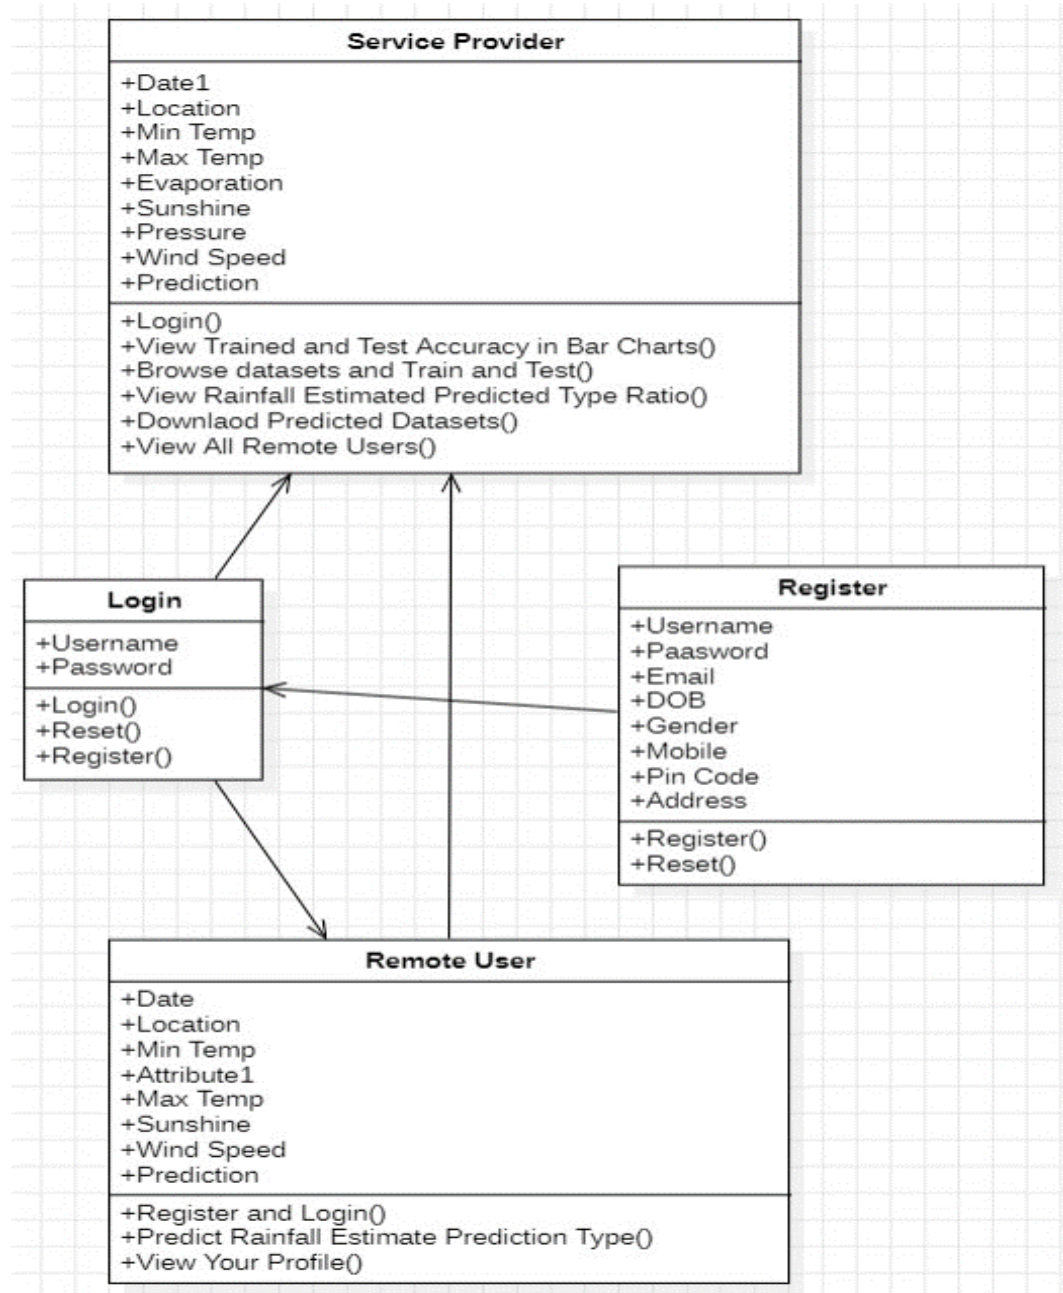 Service Provider
+Date1
+Location
+Min Temp
+Max Temp
+Evaporation
+Sunshine
+Pressure
+Wind Speed
+Prediction
+Login()
+View Trained and Test Accuracy in Bar Charts()
+Browse datasets and Train and Test()
+View Rainfall Estimated Predicted Type Ratio()
+Downlaod Predicted Datasets()
+View All Remote Users()
Login
+Username
+Password
+Login()
+Reset()
+Register()
Register
+Username
+Paasword
+Email
+DOB
+Gender
+Mobile
+Pin Code
+Address
+Register()
+Reset()
Remote User
+Date
+Location
+Min Temp
+Attribute1
+Max Temp
+Sunshine
+Wind Speed
+Prediction
+Register and Login()
+Predict Rainfall Estimate Prediction Type()
+View Your Profile()